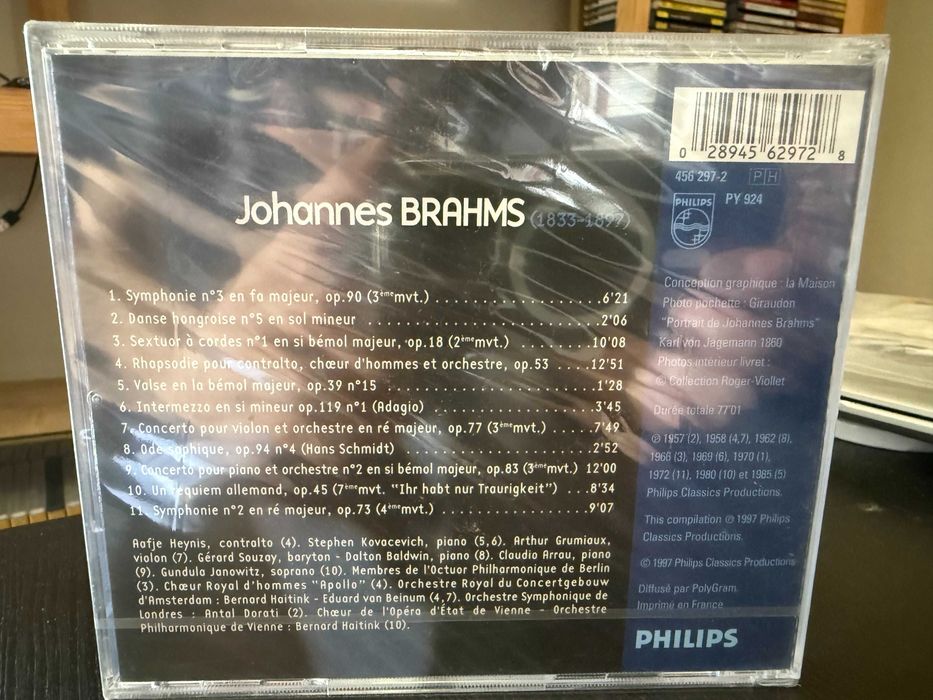 Johannes BRAHMS (1833-1897)
1. Symphonie n°3 en fa majeur, op.90 (3èmemvt.) . . . . . . . . . . . . . . . . . .6'21
2. Danse hongroise n°5 en sol mineur . . . . . . . . . . . . . . . . . . . . . . . . .2'06
3. Sextuor à cordes n°1 en si bémol majeur, op.18 (2èmemvt.) . . . . . . . .10'08
4. Rhapsodie pour contralto, chœur d'hommes et orchestre, op.53 . . . .12'51
5. Valse en la bémol majeur, op.39 n°15 . . . . . . . . . . . . . . . . . . . . . . .1'28
6. Intermezzo en si mineur op.119 n°1 (Adagio) . . . . . . . . . . . . . . . . . .3'45
7. Concerto pour violon et orchestre en ré majeur, op.77 (3èmemvt.) . . . . .7'49
8. Ode saphique, op.94 n°4 (Hans Schmidt) . . . . . . . . . . . . . . . . . . . . .2'52
9. Concerto pour piano et orchestre n°2 en si bémol majeur, op.83 (3èmemvt.) 12'00
10. Un requiem allemand, op.45 (7èmemvt. "Ihr habt nur Traurigkeit") . . .8'34
11. Symphonie n°2 en ré majeur, op.73 (4èmemvt.) . . . . . . . . . . . . . . . .9'07
Aafje Heynis, contralto (4). Stephen Kovacevich, piano (5,6). Arthur Grumiaux,
violon (7). Gérard Souzay, baryton - Dalton Baldwin, piano (8). Claudio Arrau, piano
(9). Gundula Janowitz, soprano (10). Membres de l'Octuor Philharmonique de Berlin
(3). Chœur Royal d'hommes "Apollo" (4). Orchestre Royal du Concertgebouw
d'Amsterdam : Bernard Haitink - Eduard van Beinum (4,7). Orchestre Symphonique de
Londres : Antal Dorati (2). Chœur de l'Opéra d'État de Vienne - Orchestre
Philharmonique de Vienne : Bernard Haitink (10).
0 28945 62972 8
456 297-2 PH
PHILIPS PY 924
Conception graphique : la Maison
Photo pochette : Giraudon
"Portrait de Johannes Brahms"
Karl von Jagemann 1860
Photos intérieur livret :
© Collection Roger-Viollet
Durée totale 77'01
℗ 1957 (2), 1958 (4,7), 1962 (8),
1966 (3), 1969 (6), 1970 (1),
1972 (11), 1980 (10) et 1985 (5)
Philips Classics Productions.
This compilation ℗ 1997 Philips
Classics Productions.
© 1997 Philips Classics Productions
Diffusé par PolyGram
Imprimé en France
PHILIPS